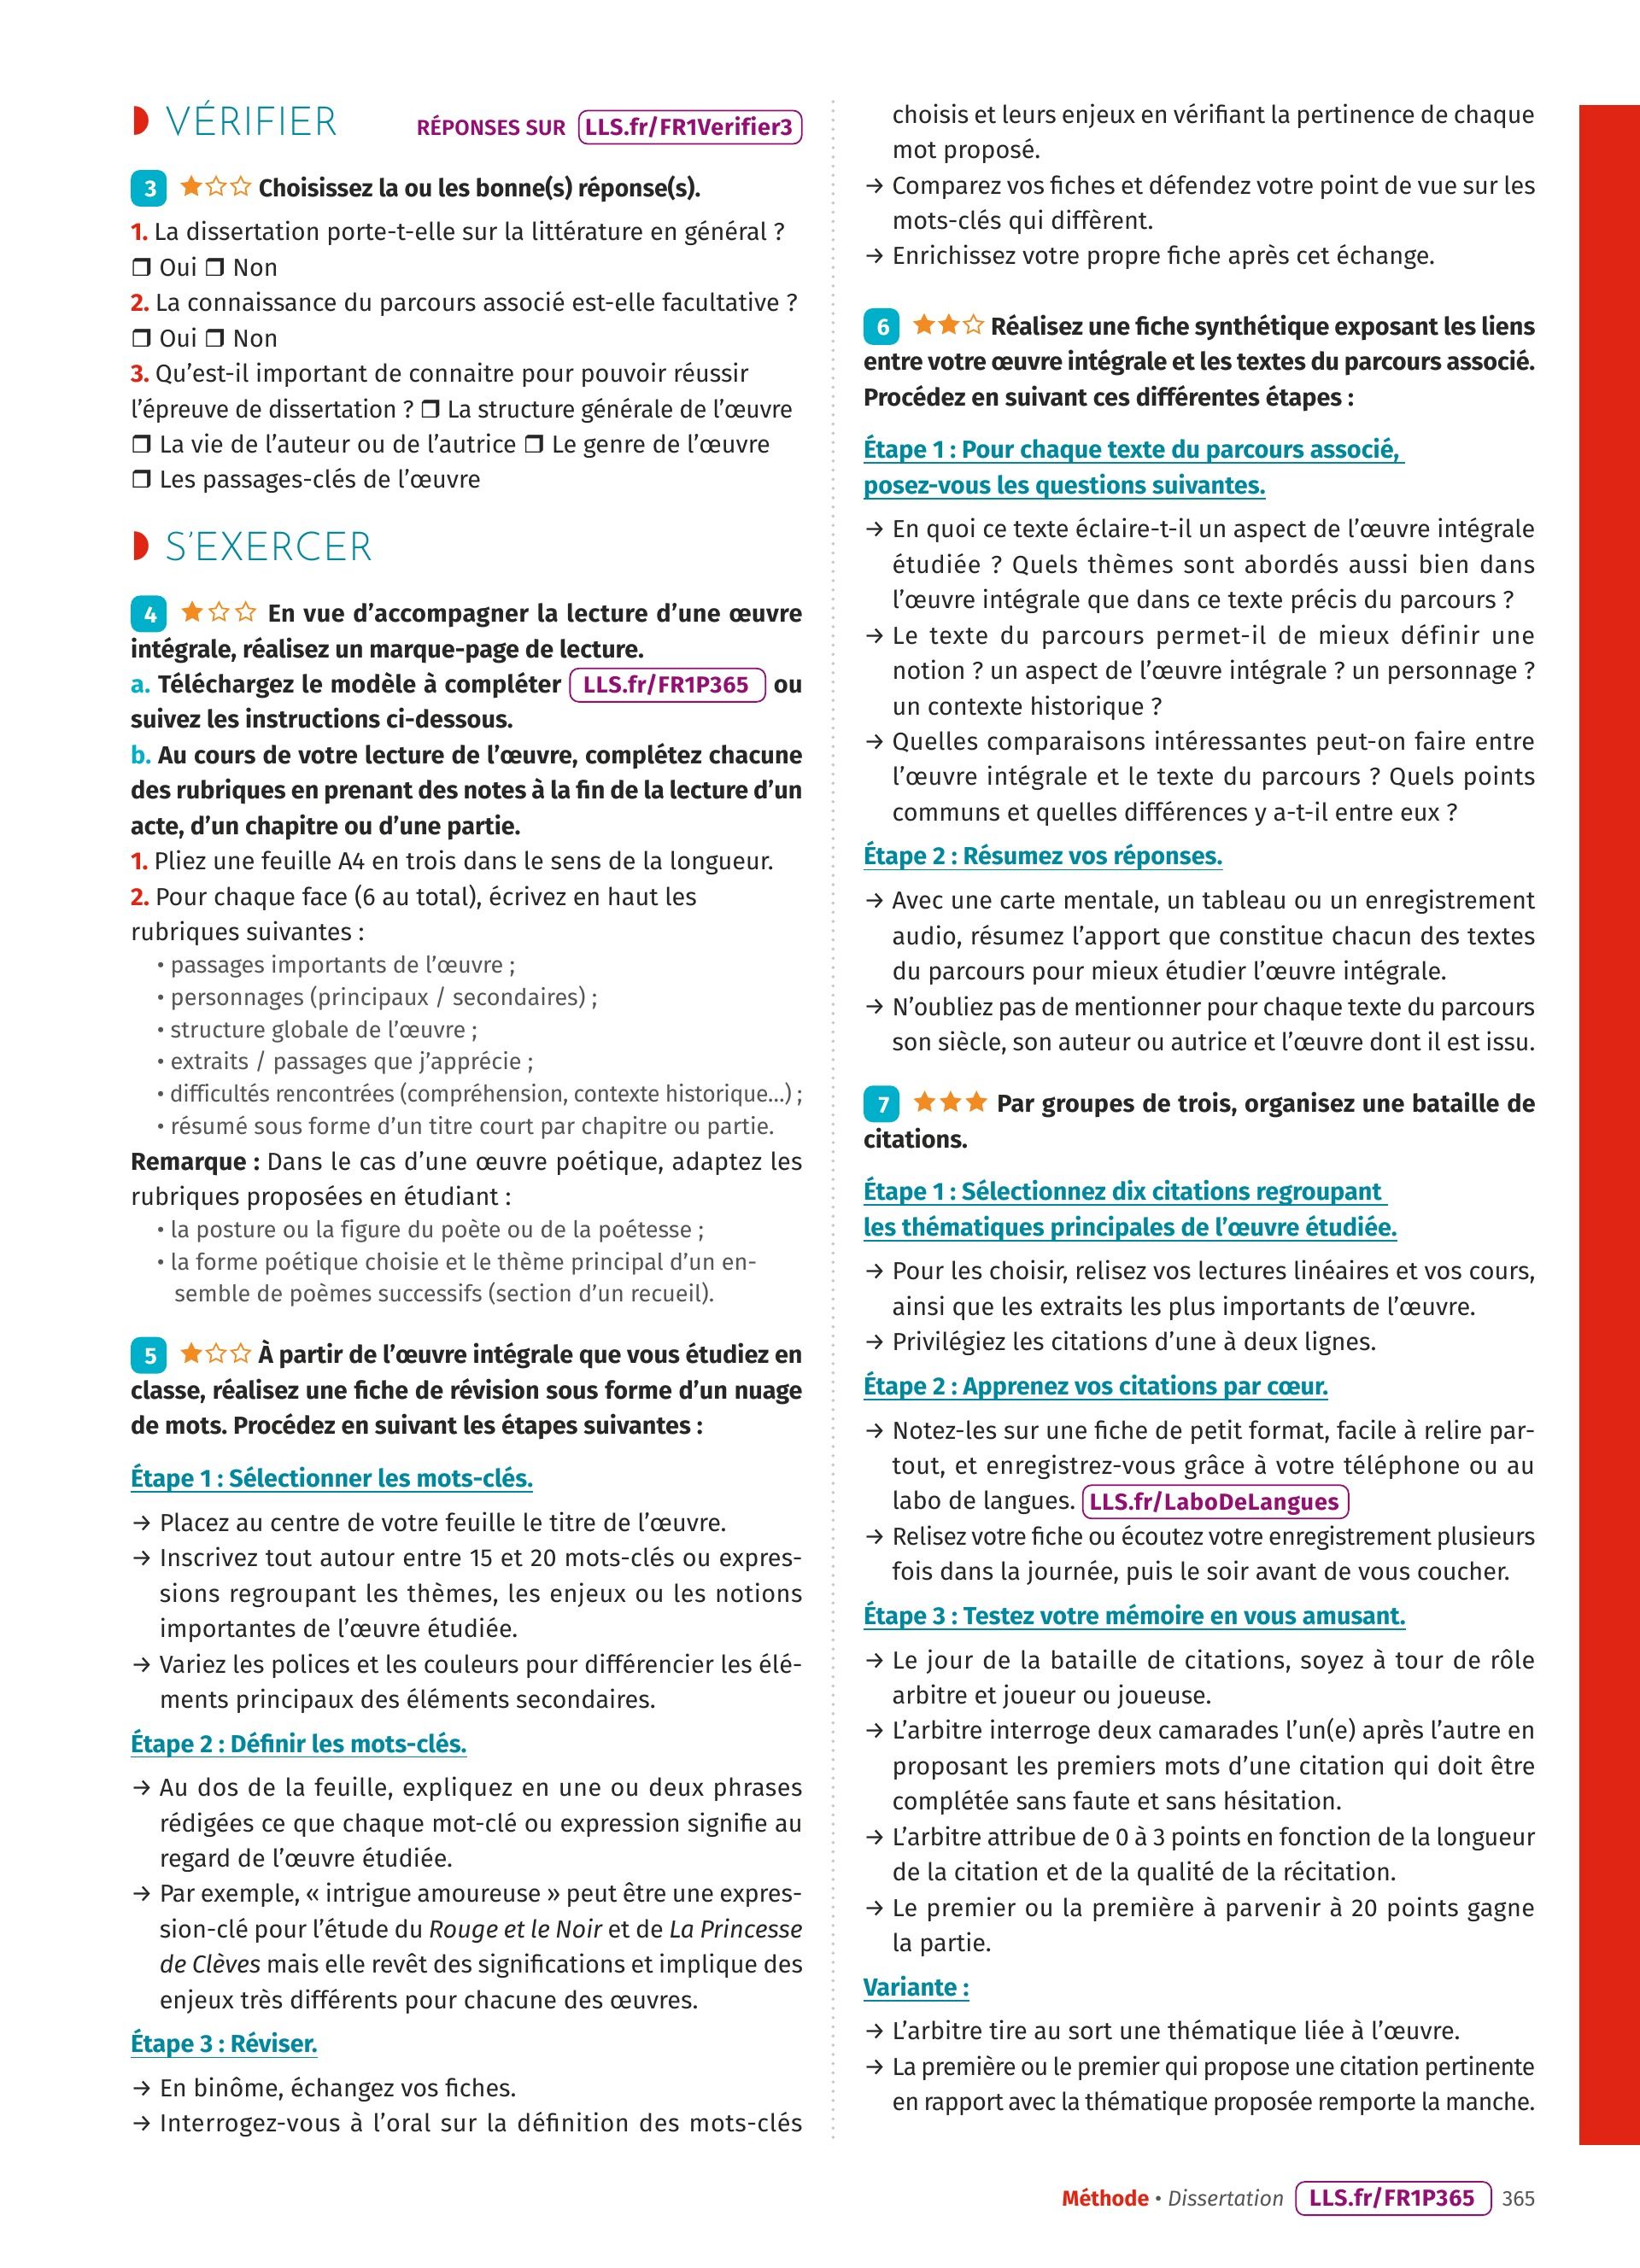 VÉRIFIER
RÉPONSES SUR LLS.fr/FR1Verifier3
3 ★☆☆ Choisissez la ou les bonne(s) réponse(s).
1. La dissertation porte-t-elle sur la littérature en général ?
❒ Oui ❒ Non
2. La connaissance du parcours associé est-elle facultative ?
❒ Oui ❒ Non
3. Qu’est-il important de connaitre pour pouvoir réussir
l’épreuve de dissertation ? ❒ La structure générale de l’œuvre
❒ La vie de l’auteur ou de l’autrice ❒ Le genre de l’œuvre
❒ Les passages-clés de l’œuvre
S’EXERCER
4 ★☆☆ En vue d’accompagner la lecture d’une œuvre
intégrale, réalisez un marque-page de lecture.
a. Téléchargez le modèle à compléter LLS.fr/FR1P365 ou
suivez les instructions ci-dessous.
b. Au cours de votre lecture de l’œuvre, complétez chacune
des rubriques en prenant des notes à la fin de la lecture d’un
acte, d’un chapitre ou d’une partie.
1. Pliez une feuille A4 en trois dans le sens de la longueur.
2. Pour chaque face (6 au total), écrivez en haut les
rubriques suivantes :
• passages importants de l’œuvre ;
• personnages (principaux / secondaires) ;
• structure globale de l’œuvre ;
• extraits / passages que j’apprécie ;
• difficultés rencontrées (compréhension, contexte historique...) ;
• résumé sous forme d’un titre court par chapitre ou partie.
Remarque : Dans le cas d’une œuvre poétique, adaptez les
rubriques proposées en étudiant :
• la posture ou la figure du poète ou de la poétesse ;
• la forme poétique choisie et le thème principal d’un en-
semble de poèmes successifs (section d’un recueil).
5 ★☆☆ À partir de l’œuvre intégrale que vous étudiez en
classe, réalisez une fiche de révision sous forme d’un nuage
de mots. Procédez en suivant les étapes suivantes :
Étape 1 : Sélectionner les mots-clés.
→ Placez au centre de votre feuille le titre de l’œuvre.
→ Inscrivez tout autour entre 15 et 20 mots-clés ou expres-
sions regroupant les thèmes, les enjeux ou les notions
importantes de l’œuvre étudiée.
→ Variez les polices et les couleurs pour différencier les élé-
ments principaux des éléments secondaires.
Étape 2 : Définir les mots-clés.
→ Au dos de la feuille, expliquez en une ou deux phrases
rédigées ce que chaque mot-clé ou expression signifie au
regard de l’œuvre étudiée.
→ Par exemple, « intrigue amoureuse » peut être une expres-
sion-clé pour l’étude du Rouge et le Noir et de La Princesse
de Clèves mais elle revêt des significations et implique des
enjeux très différents pour chacune des œuvres.
Étape 3 : Réviser.
→ En binôme, échangez vos fiches.
→ Interrogez-vous à l’oral sur la définition des mots-clés
choisis et leurs enjeux en vérifiant la pertinence de chaque
mot proposé.
→ Comparez vos fiches et défendez votre point de vue sur les
mots-clés qui diffèrent.
→ Enrichissez votre propre fiche après cet échange.
6 ★★☆ Réalisez une fiche synthétique exposant les liens
entre votre œuvre intégrale et les textes du parcours associé.
Procédez en suivant ces différentes étapes :
Étape 1 : Pour chaque texte du parcours associé,
posez-vous les questions suivantes.
→ En quoi ce texte éclaire-t-il un aspect de l’œuvre intégrale
étudiée ? Quels thèmes sont abordés aussi bien dans
l’œuvre intégrale que dans ce texte précis du parcours ?
→ Le texte du parcours permet-il de mieux définir une
notion ? un aspect de l’œuvre intégrale ? un personnage ?
un contexte historique ?
→ Quelles comparaisons intéressantes peut-on faire entre
l’œuvre intégrale et le texte du parcours ? Quels points
communs et quelles différences y a-t-il entre eux ?
Étape 2 : Résumez vos réponses.
→ Avec une carte mentale, un tableau ou un enregistrement
audio, résumez l’apport que constitue chacun des textes
du parcours pour mieux étudier l’œuvre intégrale.
→ N’oubliez pas de mentionner pour chaque texte du parcours
son siècle, son auteur ou autrice et l’œuvre dont il est issu.
7 ★★★ Par groupes de trois, organisez une bataille de
citations.
Étape 1 : Sélectionnez dix citations regroupant
les thématiques principales de l’œuvre étudiée.
→ Pour les choisir, relisez vos lectures linéaires et vos cours,
ainsi que les extraits les plus importants de l’œuvre.
→ Privilégiez les citations d’une à deux lignes.
Étape 2 : Apprenez vos citations par cœur.
→ Notez-les sur une fiche de petit format, facile à relire par-
tout, et enregistrez-vous grâce à votre téléphone ou au
labo de langues. LLS.fr/LaboDeLangues
→ Relisez votre fiche ou écoutez votre enregistrement plusieurs
fois dans la journée, puis le soir avant de vous coucher.
Étape 3 : Testez votre mémoire en vous amusant.
→ Le jour de la bataille de citations, soyez à tour de rôle
arbitre et joueur ou joueuse.
→ L’arbitre interroge deux camarades l’un(e) après l’autre en
proposant les premiers mots d’une citation qui doit être
complétée sans faute et sans hésitation.
→ L’arbitre attribue de 0 à 3 points en fonction de la longueur
de la citation et de la qualité de la récitation.
→ Le premier ou la première à parvenir à 20 points gagne
la partie.
Variante :
→ L’arbitre tire au sort une thématique liée à l’œuvre.
→ La première ou le premier qui propose une citation pertinente
en rapport avec la thématique proposée remporte la manche.
Méthode • Dissertation LLS.fr/FR1P365 365